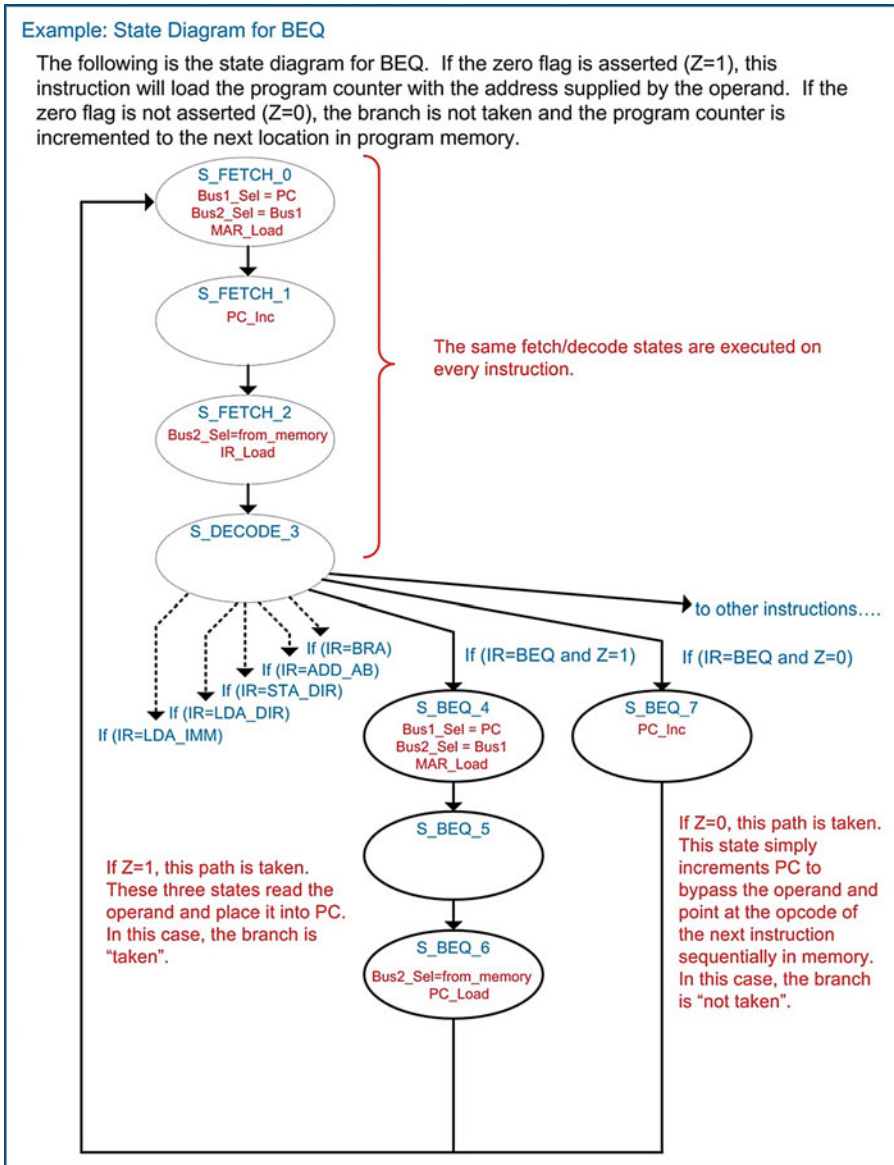 Example: State Diagram for BEQ
The following is the state diagram for BEQ.  If the zero flag is asserted (Z=1), this
instruction will load the program counter with the address supplied by the operand.  If the
zero flag is not asserted (Z=0), the branch is not taken and the program counter is
incremented to the next location in program memory.
S_FETCH_0
Bus1_Sel = PC
Bus2_Sel = Bus1
MAR_Load
S_FETCH_1
PC_Inc
The same fetch/decode states are executed on
every instruction.
S_FETCH_2
Bus2_Sel=from_memory
IR_Load
S_DECODE_3
to other instructions….
If (IR=BRA)
If (IR=ADD_AB)
If (IR=STA_DIR)
If (IR=LDA_DIR)
If (IR=LDA_IMM)
If (IR=BEQ and Z=1)
If (IR=BEQ and Z=0)
S_BEQ_4
Bus1_Sel = PC
Bus2_Sel = Bus1
MAR_Load
S_BEQ_7
PC_Inc
S_BEQ_5
If Z=1, this path is taken.
These three states read the
operand and place it into PC.
In this case, the branch is
“taken”.
If Z=0, this path is taken.
This state simply
increments PC to
bypass the operand and
point at the opcode of
the next instruction
sequentially in memory.
In this case, the branch
is “not taken”.
S_BEQ_6
Bus2_Sel=from_memory
PC_Load